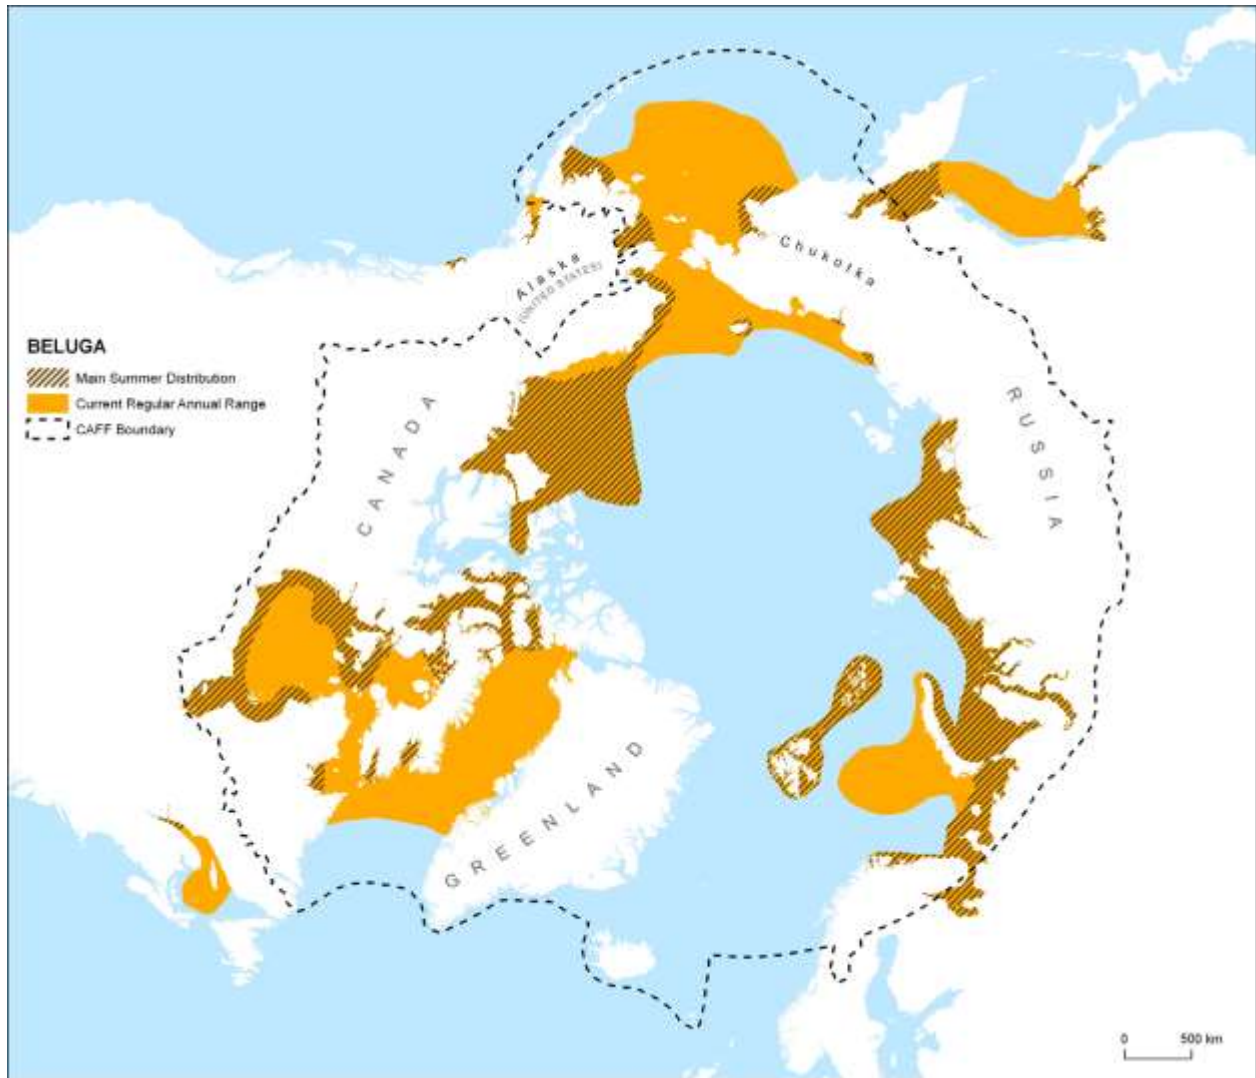 Chukotka
Alaska
(UNITED STATES)
BELUGA
Main Summer Distribution
Current Regular Annual Range
CAFF Boundary
CANADA
RUSSIA
GREENLAND
0 500 km